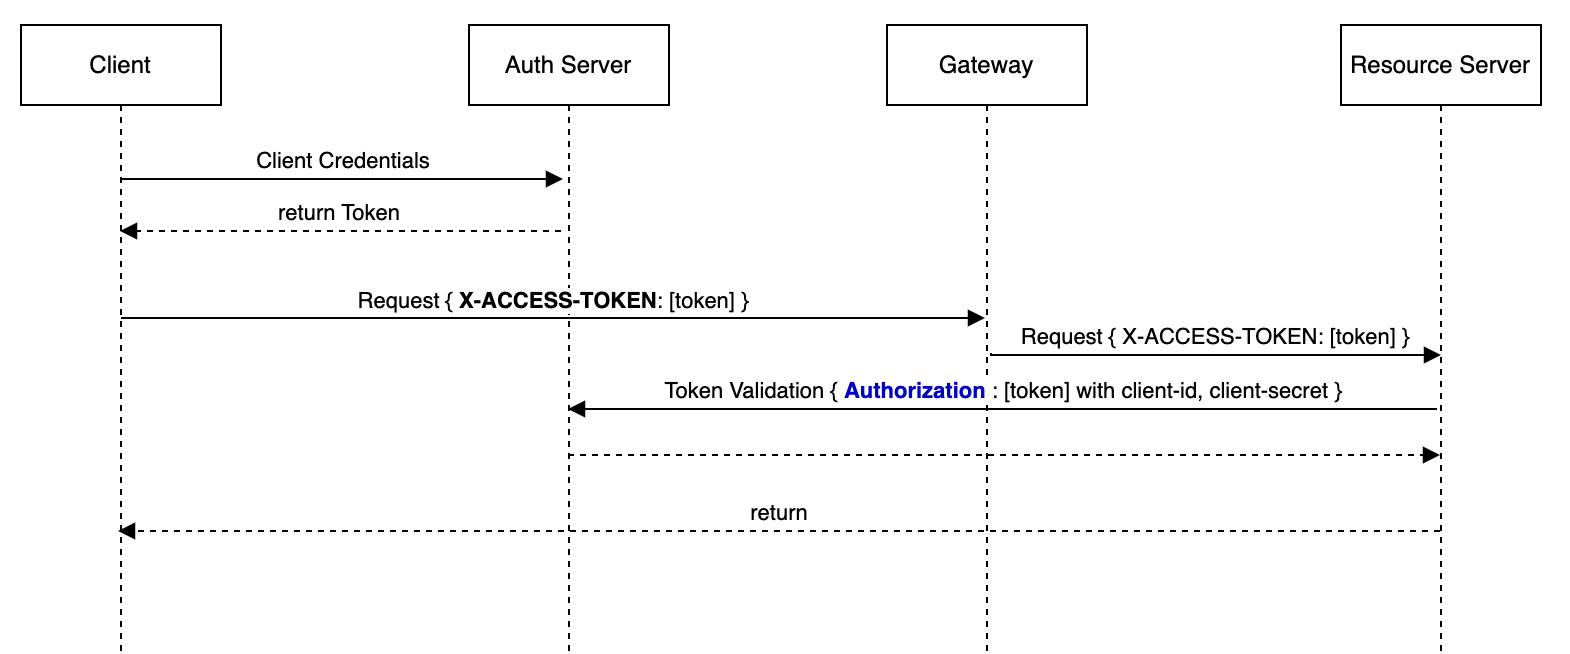 Client
Auth Server
Gateway
Resource Server
Client Credentials
return Token
Request { X-ACCESS-TOKEN: [token] }
Request { X-ACCESS-TOKEN: [token] }
Token Validation { Authorization : [token] with client-id, client-secret }
return